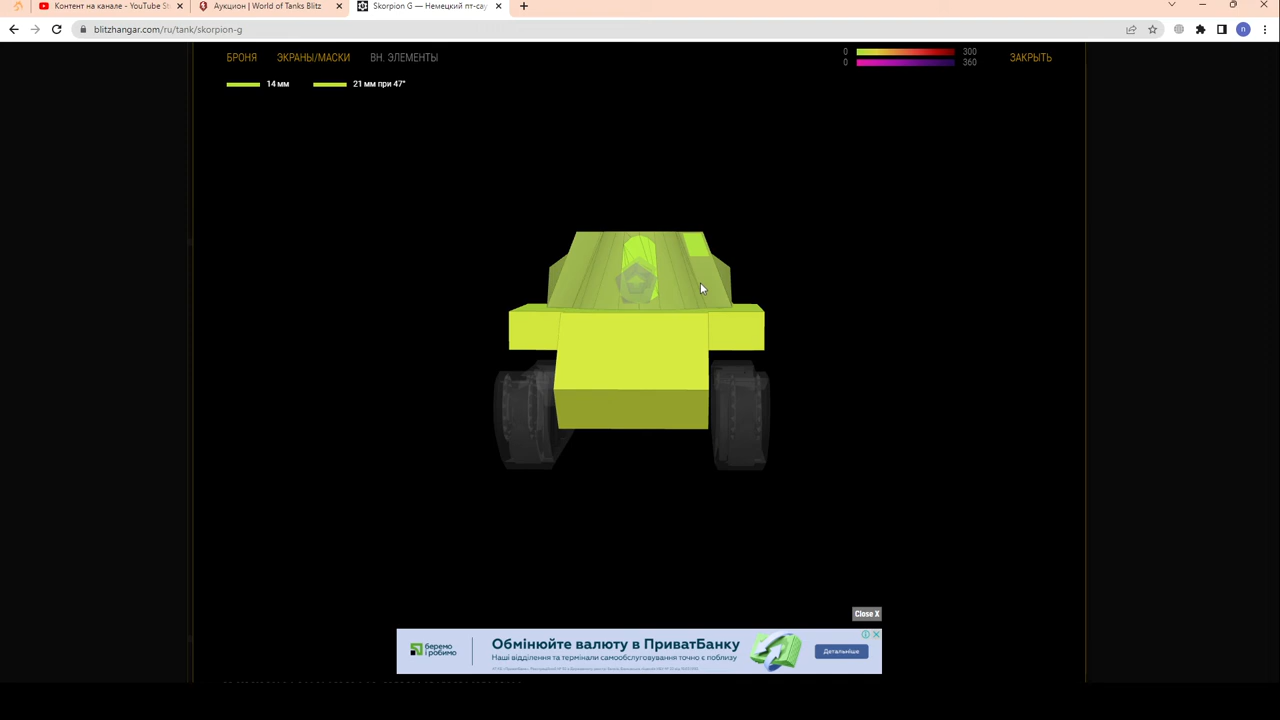 Контент на канале - YouTube St
Аукцион | World of Tanks Blitz
Skorpion G — Немецкий пт-сау
blitzhangar.com/ru/tank/skorpion-g
n
БРОНЯ ЭКРАНЫ/МАСКИ ВН. ЭЛЕМЕНТЫ
0 300
0 360
ЗАКРЫТЬ
14 мм 21 мм при 47°
Close X
беремо і робимо
Обмінюйте валюту в ПриватБанку
Наші відділення та термінали самообслуговування точно є поблизу
Детальніше